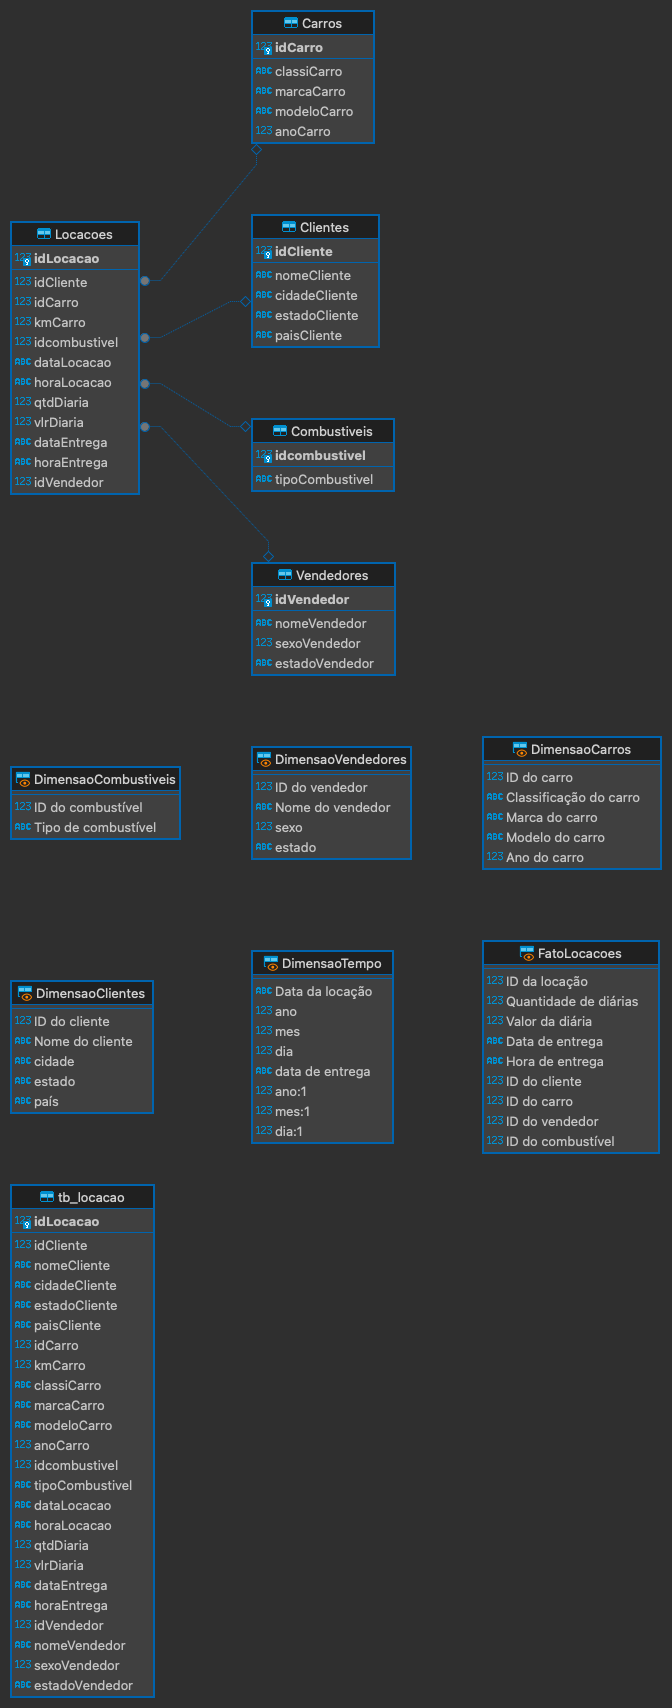 Carros
123 idCarro
ABC classiCarro
ABC marcaCarro
ABC modeloCarro
123 anoCarro
Locacoes
123 idLocacao
123 idCliente
123 idCarro
123 kmCarro
123 idcombustivel
ABC dataLocacao
ABC horaLocacao
123 qtdDiaria
123 vlrDiaria
ABC dataEntrega
ABC horaEntrega
123 idVendedor
Clientes
123 idCliente
ABC nomeCliente
ABC cidadeCliente
ABC estadoCliente
ABC paisCliente
Combustiveis
123 idcombustivel
ABC tipoCombustivel
Vendedores
123 idVendedor
ABC nomeVendedor
123 sexoVendedor
ABC estadoVendedor
DimensaoCombustiveis
123 ID do combustível
ABC Tipo de combustível
DimensaoVendedores
123 ID do vendedor
ABC Nome do vendedor
123 sexo
ABC estado
DimensaoCarros
123 ID do carro
ABC Classificação do carro
ABC Marca do carro
ABC Modelo do carro
123 Ano do carro
DimensaoClientes
123 ID do cliente
ABC Nome do cliente
ABC cidade
ABC estado
ABC país
DimensaoTempo
ABC Data da locação
123 ano
123 mes
123 dia
ABC data de entrega
123 ano:1
123 mes:1
123 dia:1
FatoLocacoes
123 ID da locação
123 Quantidade de diárias
123 Valor da diária
ABC Data de entrega
ABC Hora de entrega
123 ID do cliente
123 ID do carro
123 ID do vendedor
123 ID do combustível
tb_locacao
123 idLocacao
123 idCliente
ABC nomeCliente
ABC cidadeCliente
ABC estadoCliente
ABC paisCliente
123 idCarro
123 kmCarro
ABC classiCarro
ABC marcaCarro
ABC modeloCarro
123 anoCarro
123 idcombustivel
ABC tipoCombustivel
ABC dataLocacao
ABC horaLocacao
123 qtdDiaria
123 vlrDiaria
ABC dataEntrega
ABC horaEntrega
123 idVendedor
ABC nomeVendedor
123 sexoVendedor
ABC estadoVendedor